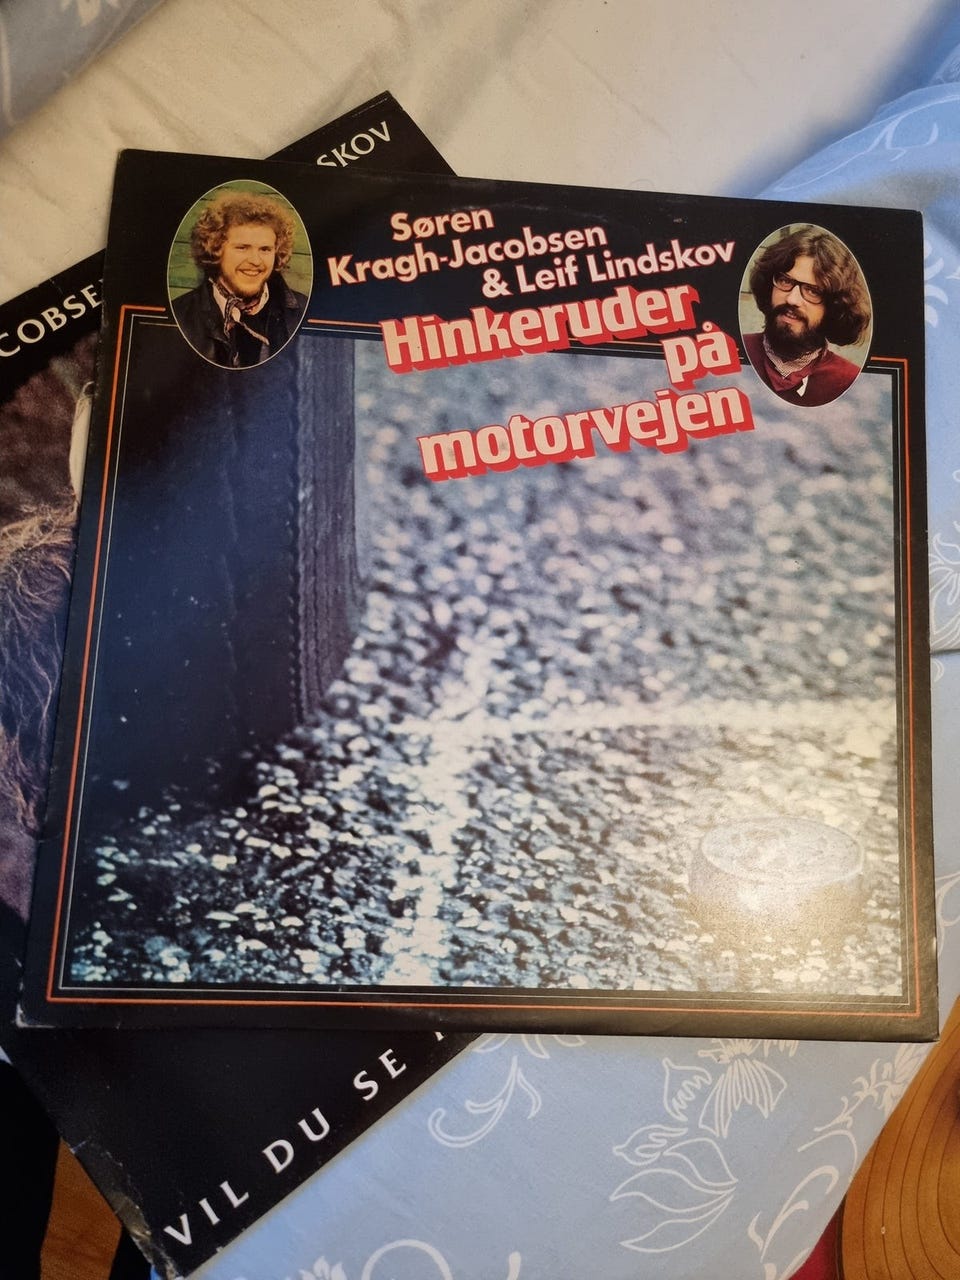 Søren
Kragh-Jacobsen
& Leif Lindskov
Hinkeruder
på
motorvejen
SKOV
COBSE
VIL DU SE